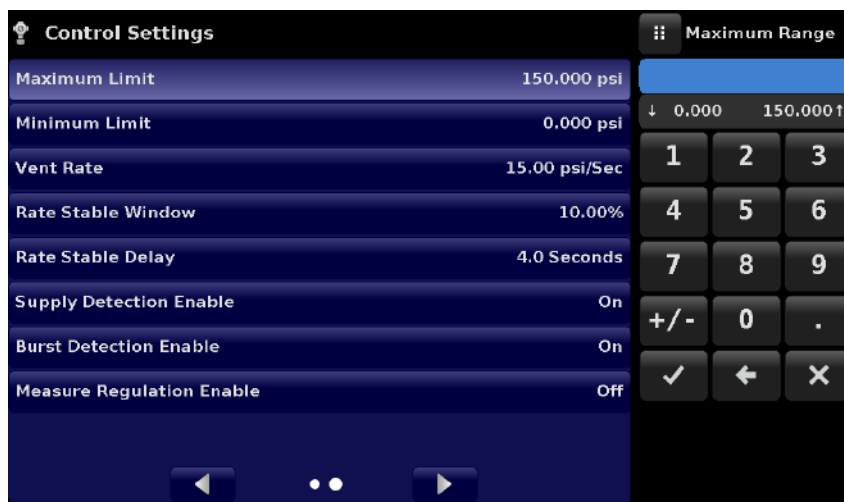 Control Settings
Maximum Limit 150.000 psi
Minimum Limit 0.000 psi
Vent Rate 15.00 psi/Sec
Rate Stable Window 10.00%
Rate Stable Delay 4.0 Seconds
Supply Detection Enable On
Burst Detection Enable On
Measure Regulation Enable Off
Maximum Range
↓ 0.000 150.000↑
1 2 3
4 5 6
7 8 9
+/- 0 .